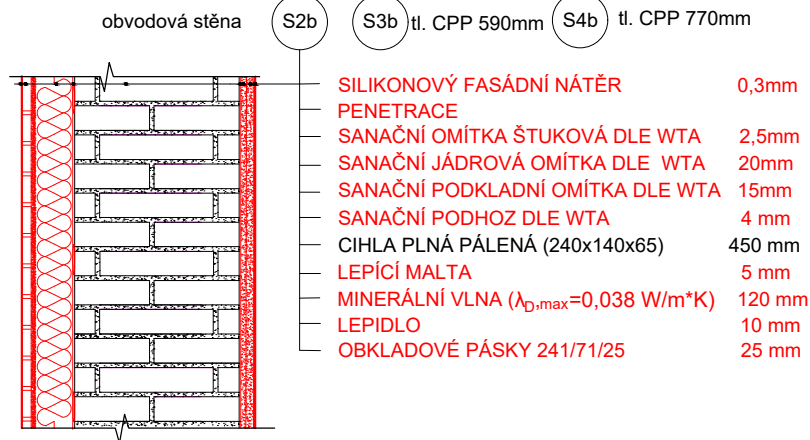 obvodová stěna S2b S3b tl. CPP 590mm S4b tl. CPP 770mm
SILIKONOVÝ FASÁDNÍ NÁTĚR 0,3mm
PENETRACE
SANAČNÍ OMÍTKA ŠTUKOVÁ DLE WTA 2,5mm
SANAČNÍ JÁDROVÁ OMÍTKA DLE WTA 20mm
SANAČNÍ PODKLADNÍ OMÍTKA DLE WTA 15mm
SANAČNÍ PODHOZ DLE WTA 4 mm
CIHLA PLNÁ PÁLENÁ (240x140x65) 450 mm
LEPÍCÍ MALTA 5 mm
MINERÁLNÍ VLNA (λD,max=0,038 W/m*K) 120 mm
LEPIDLO 10 mm
OBKLADOVÉ PÁSKY 241/71/25 25 mm